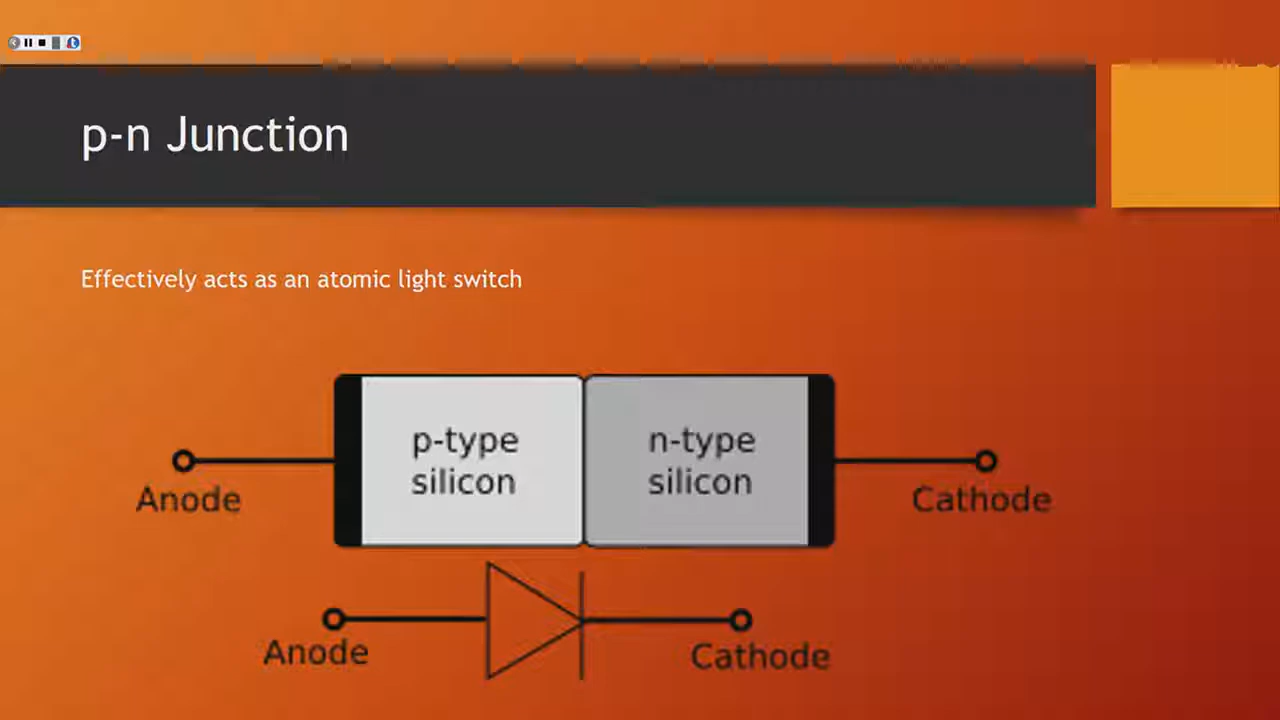 p-n Junction
Effectively acts as an atomic light switch
p-type
silicon
n-type
silicon
Anode
Cathode
Anode
Cathode